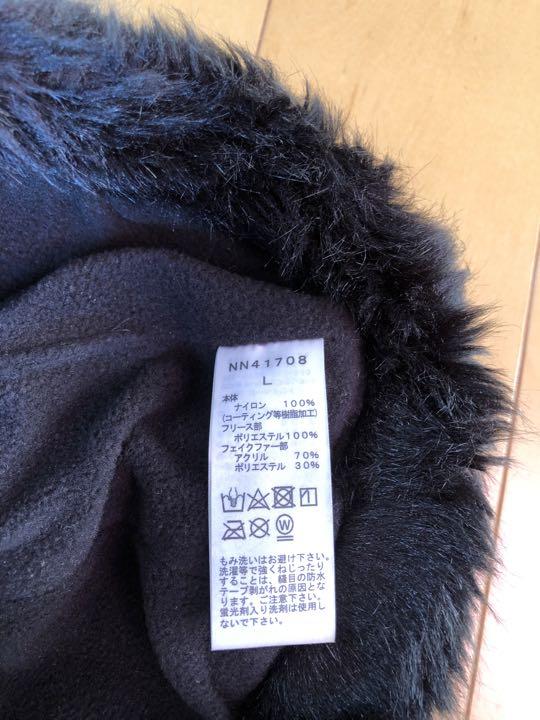 NN41708
L
本体
ナイロン 100%
(コーティング等樹脂加工)
フリース部
ポリエステル100%
フェイクファー部
アクリル 70%
ポリエステル 30%
W
もみ洗いはお避け下さい。
洗濯等で強くねじったり
することは、縫目の防水
テープ剥がれの原因とな
ります。ご注意下さい。
蛍光剤入り洗剤は使用し
ないで下さい。